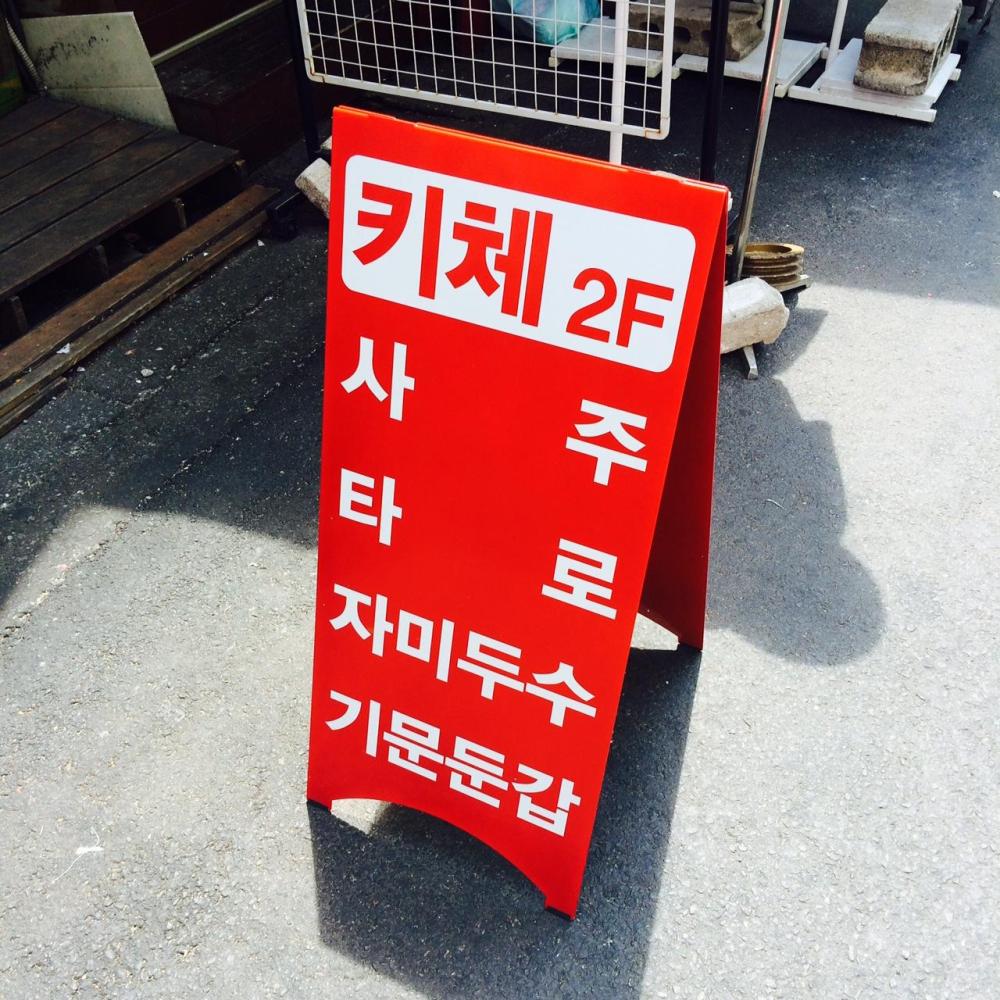 키체 2F
사주
타로
자미두수
기문둔갑